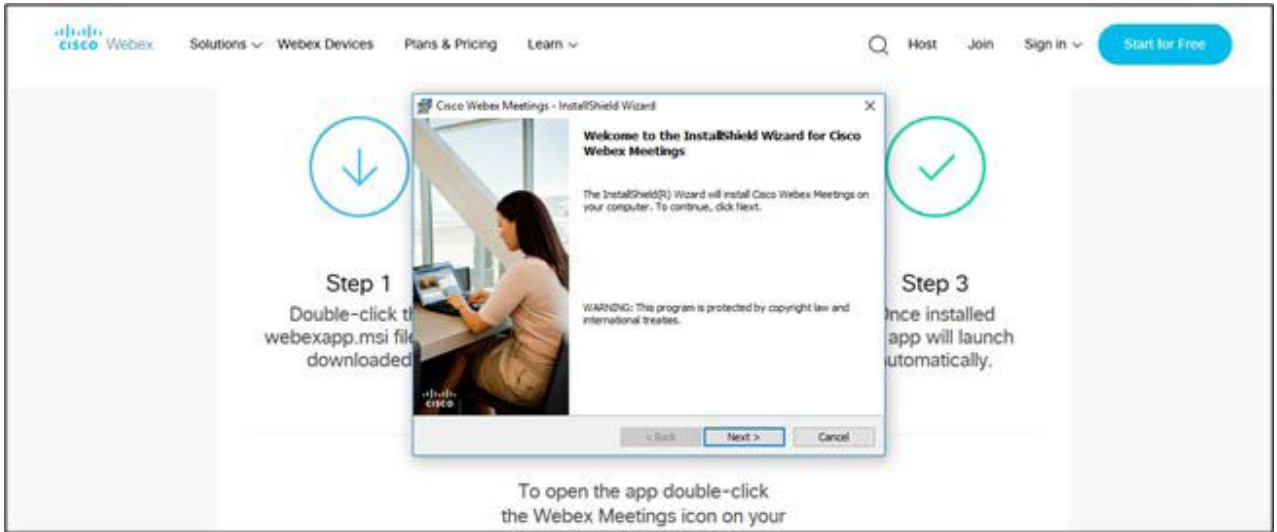 CISCO Webex
Solutions Webex Devices Plans & Pricing Learn Host Join Sign in Start for Free
Cisco Webex Meetings - InstallShield Wizard
Welcome to the InstallShield Wizard for Cisco
Webex Meetings
The InstallShield(R) Wizard will install Cisco Webex Meetings on
your computer. To continue, click Next.
WARNING: This program is protected by copyright law and
international treaties.
CISCO
< Back Next > Cancel
Step 1
Double-click
webexapp.msi
downloaded
Step 3
installed
app will launch
To open the app double-click
the Webex Meetings icon on your